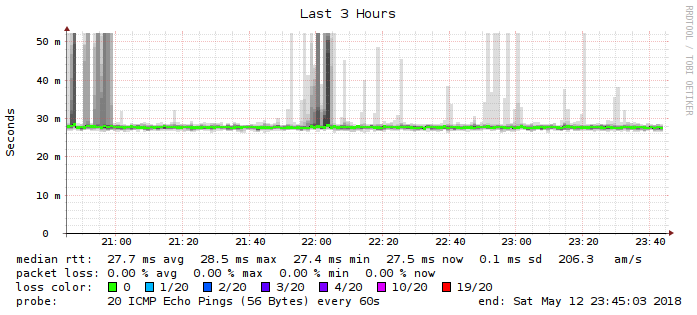 Last 3 Hours
RRDTOOL / TOBI OETIKER
Seconds
50 m
40 m
30 m
20 m
10 m
0
21:00 21:20 21:40 22:00 22:20 22:40 23:00 23:20 23:40
median rtt: 27.7 ms avg 28.5 ms max 27.4 ms min 27.5 ms now 0.1 ms sd 206.3 am/s
packet loss: 0.00 % avg 0.00 % max 0.00 % min 0.00 % now
loss color: 0 1/20 2/20 3/20 4/20 10/20 19/20
probe: 20 ICMP Echo Pings (56 Bytes) every 60s end: Sat May 12 23:45:03 2018